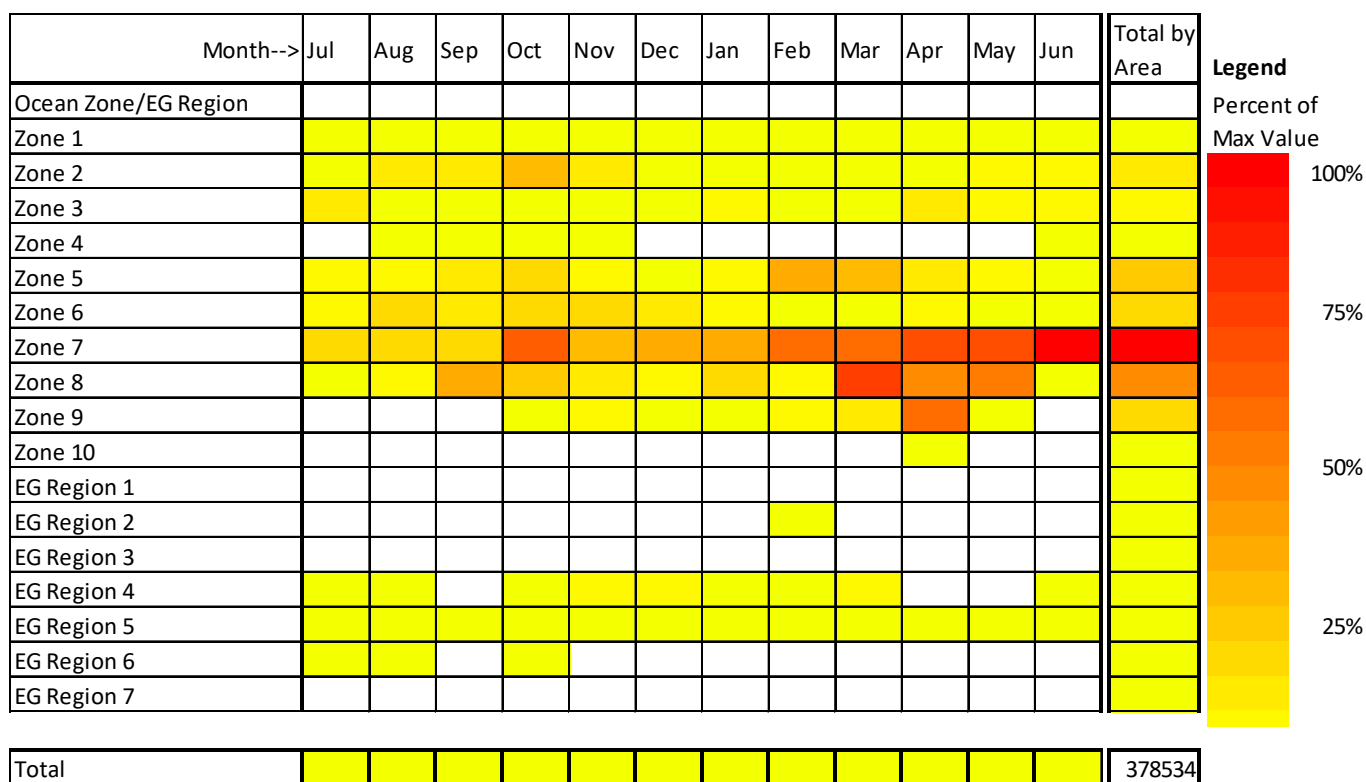 Month--> Jul Aug Sep Oct Nov Dec Jan Feb Mar Apr May Jun Total by Area
Legend
Ocean Zone/EG Region
Percent of
Max Value
Zone 1
Zone 2
100%
Zone 3
Zone 4
Zone 5
75%
Zone 6
Zone 7
Zone 8
Zone 9
Zone 10
50%
EG Region 1
EG Region 2
EG Region 3
EG Region 4
EG Region 5
25%
EG Region 6
EG Region 7
Total 378534